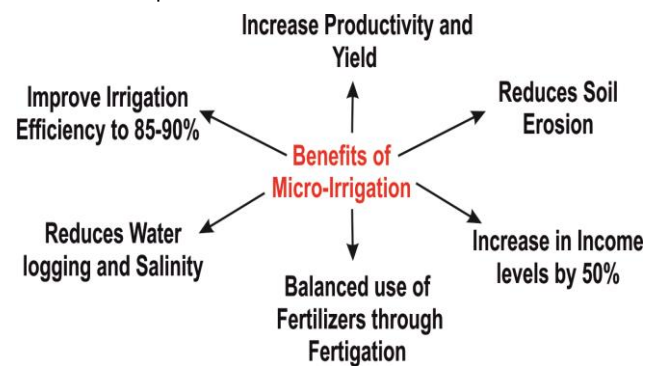 Increase Productivity and
Yield
Improve Irrigation
Efficiency to 85-90%
Reduces Soil
Erosion
Benefits of
Micro-Irrigation
Reduces Water
logging and Salinity
Increase in Income
levels by 50%
Balanced use of
Fertilizers through
Fertigation